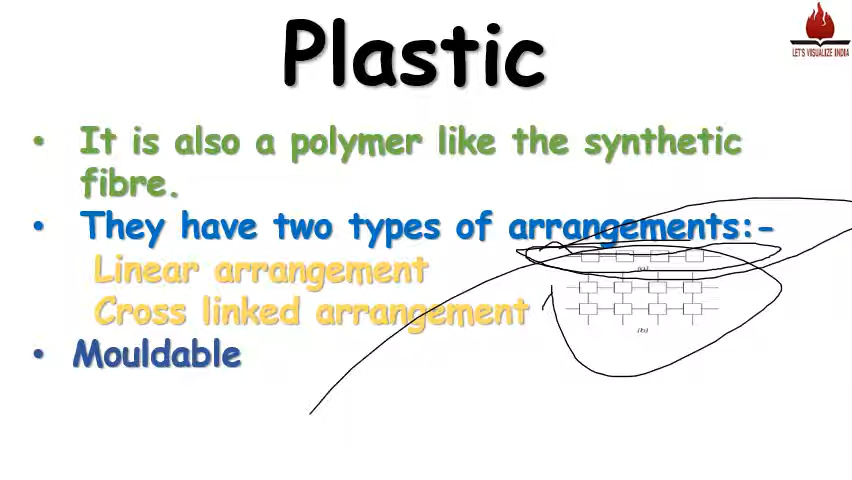 Plastic
LET'S VISUALIZE INDIA
• It is also a polymer like the synthetic
fibre.
• They have two types of arrangements:-
Linear arrangement
Cross linked arrangement
(a)
(b)
• Mouldable